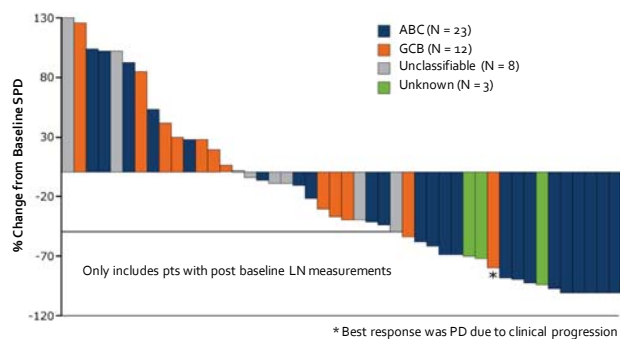 130
80
30
-20
-70
-120
% Change from Baseline SPD
ABC (N = 23)
GCB (N = 12)
Unclassifiable (N = 8)
Unknown (N = 3)
Only includes pts with post baseline LN measurements
*
* Best response was PD due to clinical progression